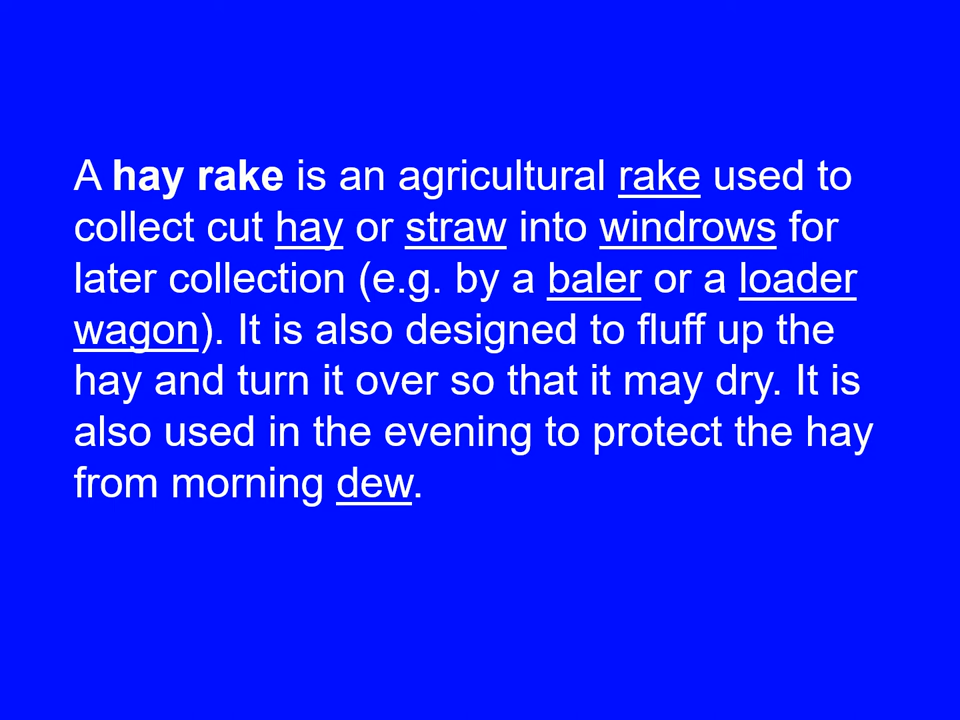 A hay rake is an agricultural rake used to
collect cut hay or straw into windrows for
later collection (e.g. by a baler or a loader
wagon). It is also designed to fluff up the
hay and turn it over so that it may dry. It is
also used in the evening to protect the hay
from morning dew.